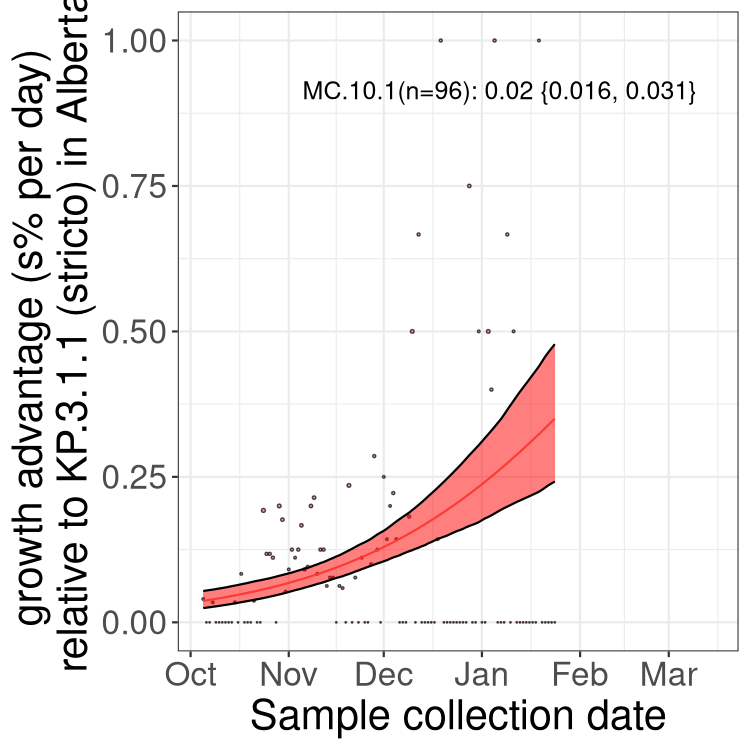 growth advantage (s% per day)
relative to KP.3.1.1 (stricto) in Alberta
1.00
0.75
0.50
0.25
0.00
MC.10.1(n=96): 0.02 {0.016, 0.031}
Oct Nov Dec Jan Feb Mar
Sample collection date